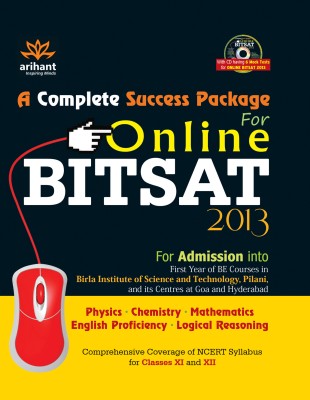 arihant
Inspiring Minds
BITSAT
With CD having 6 Mock Tests
for ONLINE BITSAT 2013
A Complete Success Package
For
Online
BITSAT
2013
For Admission into
First Year of BE Courses in
Birla Institute of Science and Technology, Pilani,
and its Centres at Goa and Hyderabad
Physics · Chemistry · Mathematics
English Proficiency · Logical Reasoning
Comprehensive Coverage of NCERT Syllabus
for Classes XI and XII